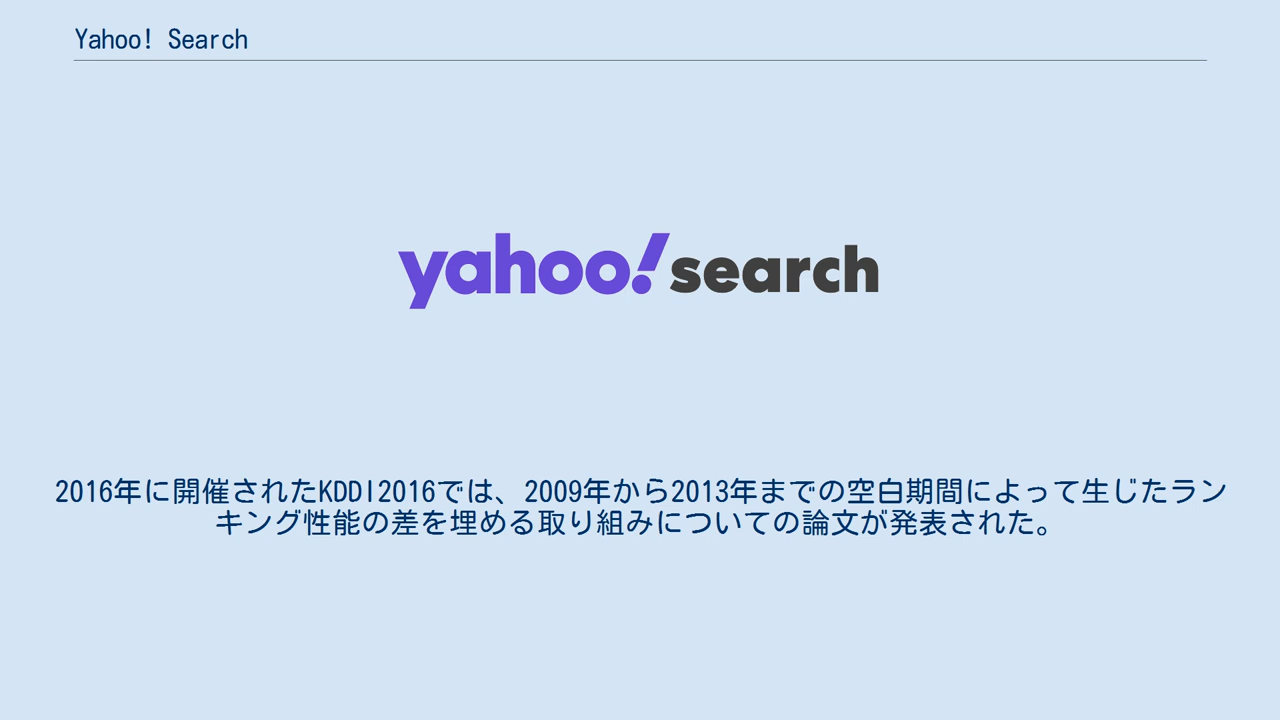 Yahoo! Search
yahoo!search
2016年に開催されたKDDI2016では、2009年から2013年までの空白期間によって生じたラン
キング性能の差を埋める取り組みについての論文が発表された。